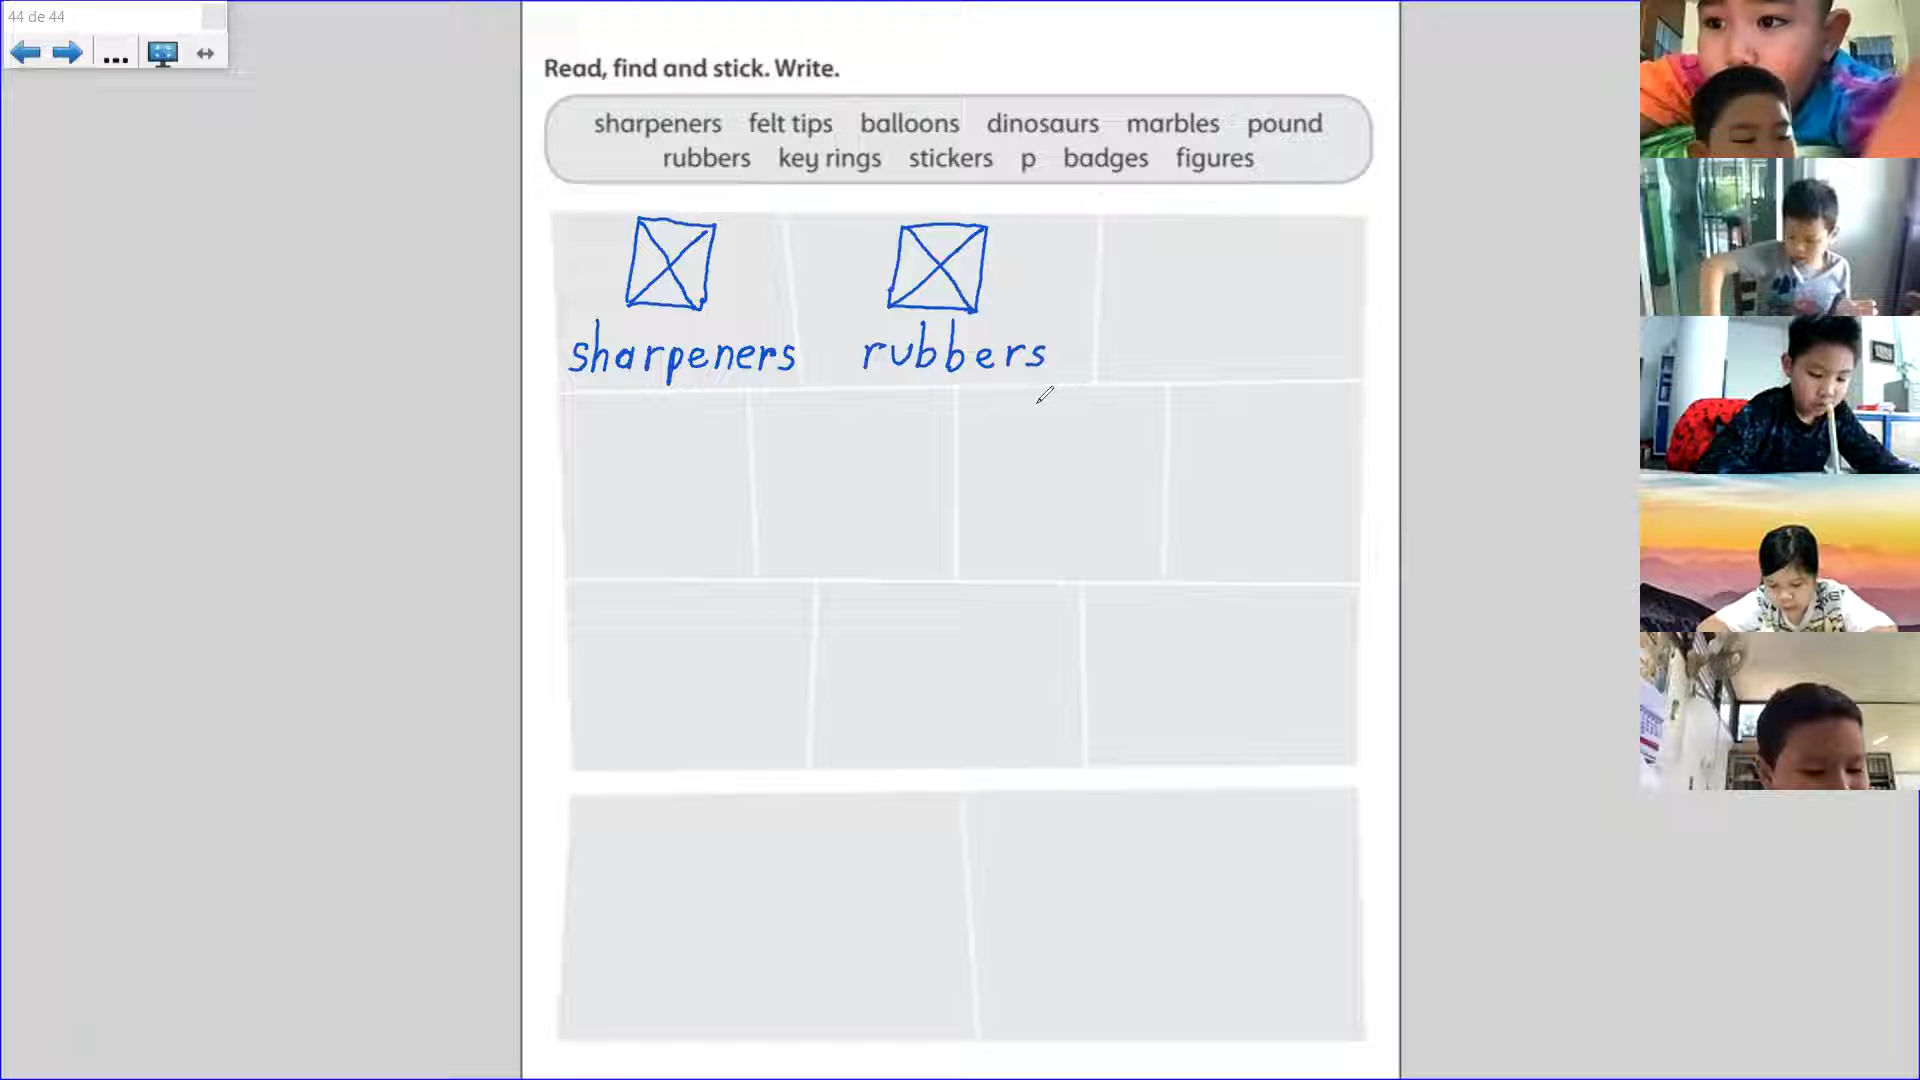 44 de 44
Read, find and stick. Write.
sharpeners felt tips balloons dinosaurs marbles pound
rubbers key rings stickers p badges figures
sharpeners rubbers